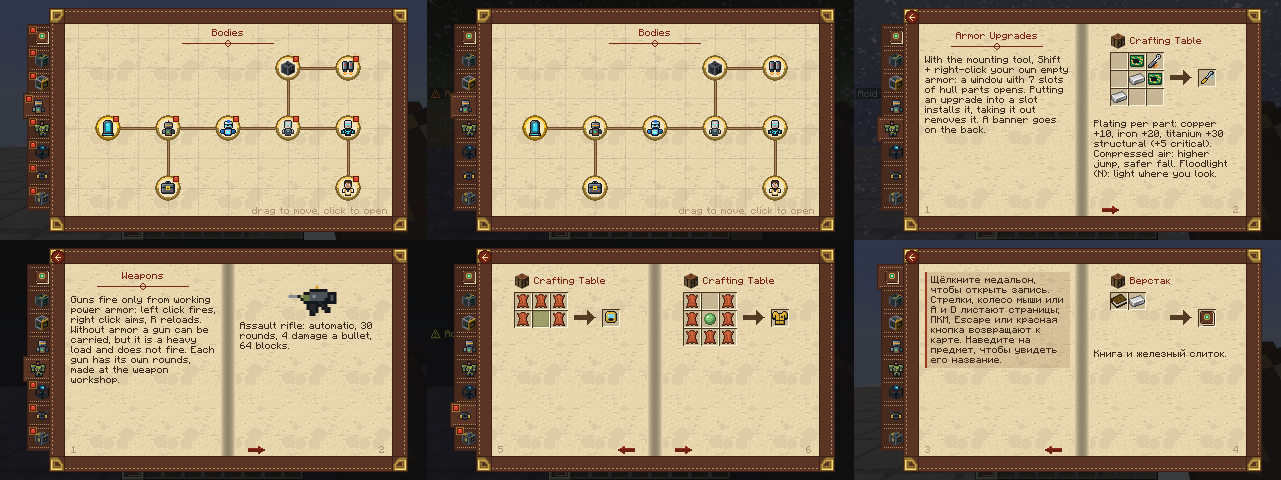 Bodies
drag to move, click to open
Bodies
drag to move, click to open
Armor Upgrades
With the mounting tool, Shift
+ right-click your own empty
armor: a window with 7 slots
of hull parts opens. Putting
an upgrade into a slot
installs it, taking it out
removes it. A banner goes
on the back.
1
Crafting Table
Plating per part: copper
+10, iron +20, titanium +30
structural (+5 critical).
Compressed air: higher
jump, safer fall. Floodlight
(N): light where you look.
2
Weapons
Guns fire only from working
power armor: left click fires,
right click aims, R reloads.
Without armor a gun can be
carried, but it is a heavy
load and does not fire. Each
gun has its own rounds,
made at the weapon
workshop.
1
Assault rifle: automatic, 30
rounds, 4 damage a bullet,
64 blocks.
2
Crafting Table
5
Crafting Table
6
Щёлкните медальон,
чтобы открыть запись.
Стрелки, колесо мыши или
A и D листают страницы;
ПКМ, Escape или красная
кнопка возвращают к
карте. Наведите на
предмет, чтобы увидеть
его название.
3
Верстак
Книга и железный слиток.
4